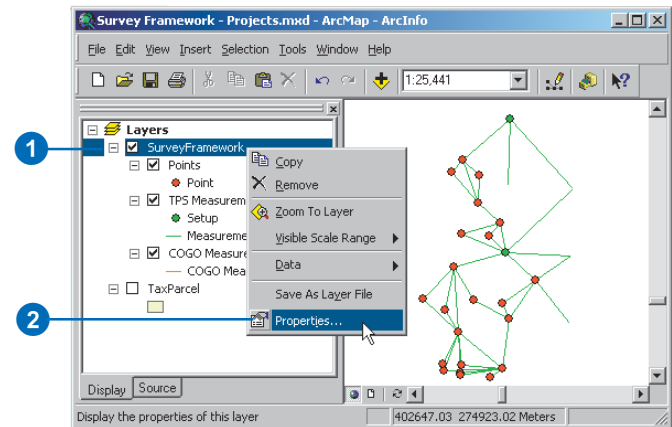 Survey Framework - Projects.mxd - ArcMap - ArcInfo
File Edit View Insert Selection Tools Window Help
1:25,441
Layers
1
SurveyFramework
Points
Point
TPS Measurem
Setup
Measureme
COGO Measure
COGO Mea
TaxParcel
Copy
Remove
Zoom To Layer
Visible Scale Range
Data
Save As Layer File
2
Properties...
Display Source
Display the properties of this layer
402647.03 274923.02 Meters